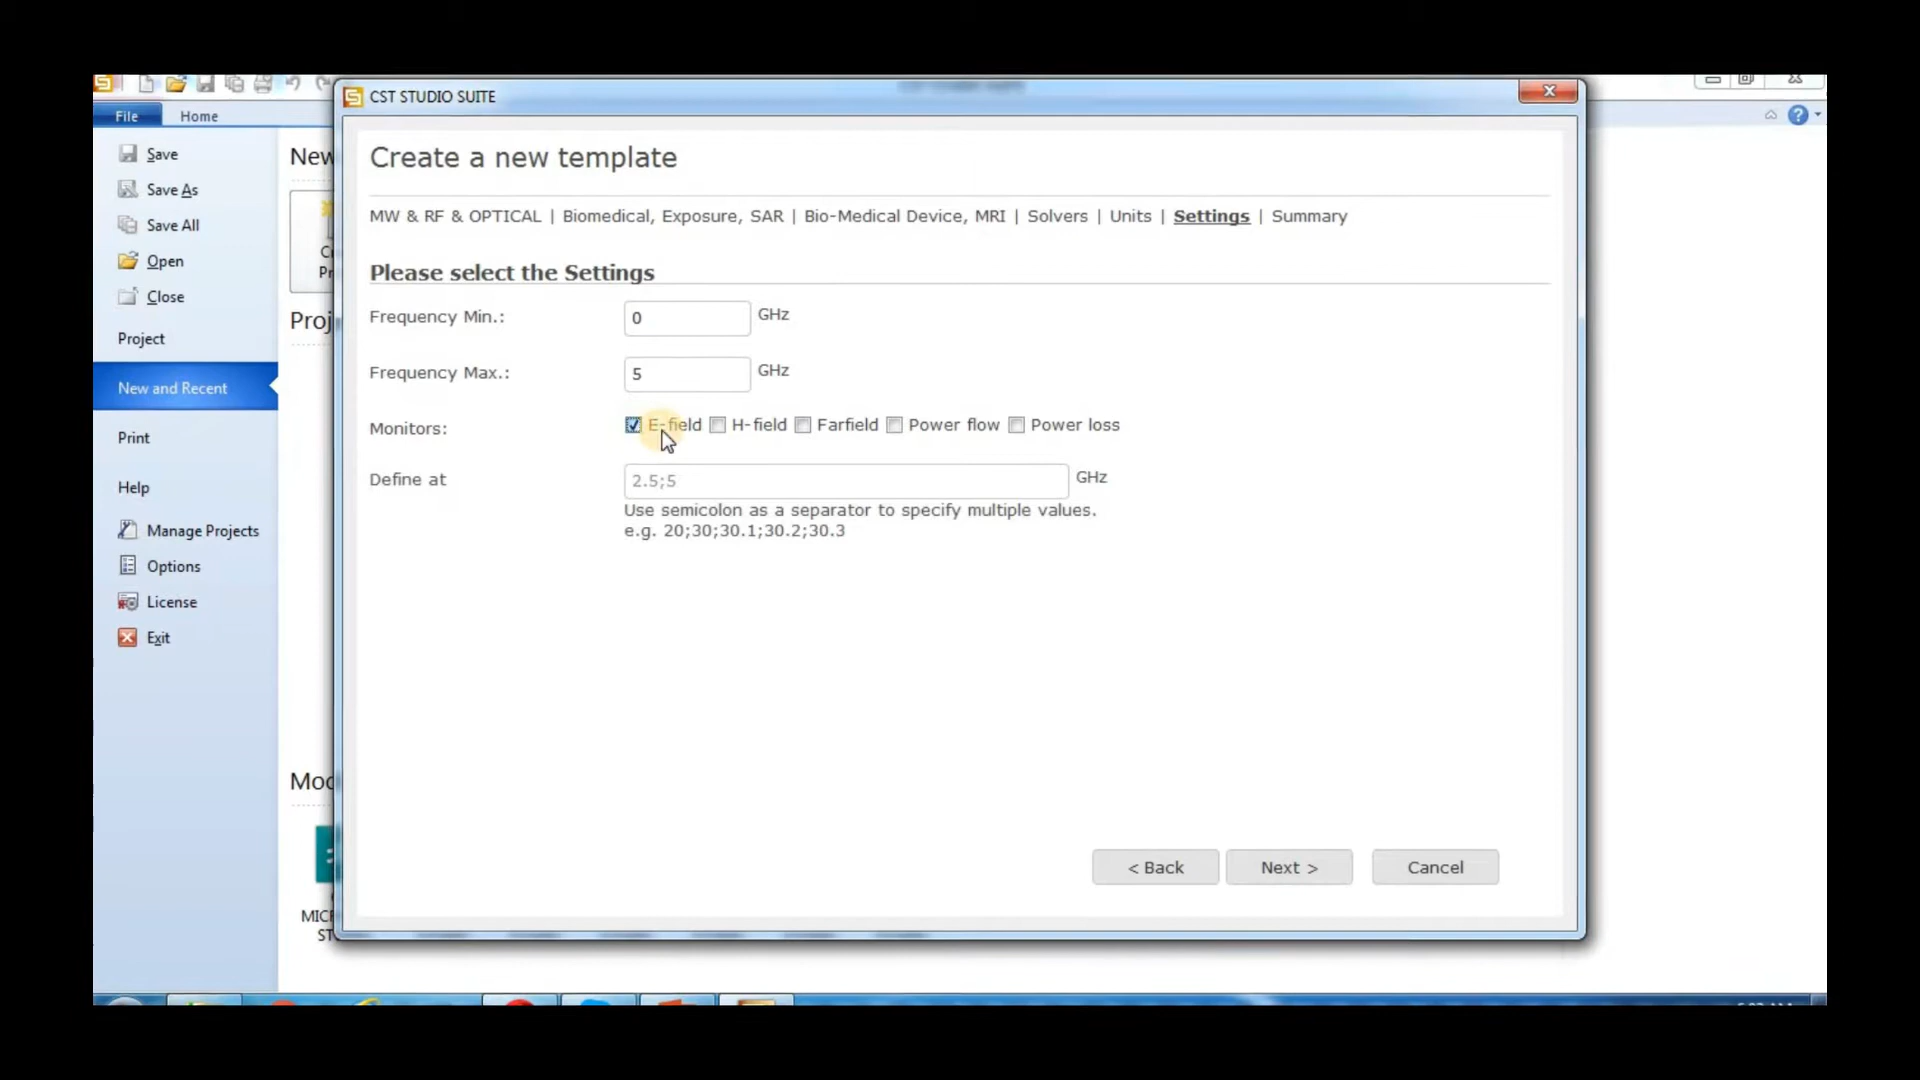 CST STUDIO SUITE
File
Home
Save
Save As
Save All
Open
Close
Project
New and Recent
Print
Help
Manage Projects
Options
License
Exit
New
Create a new template
MW & RF & OPTICAL | Biomedical, Exposure, SAR | Bio-Medical Device, MRI | Solvers | Units | Settings | Summary
Please select the Settings
Frequency Min.: 0 GHz
Frequency Max.: 5 GHz
Monitors: E-field H-field Farfield Power flow Power loss
Define at 2.5;5 GHz
Use semicolon as a separator to specify multiple values.
e.g. 20;30;30.1;30.2;30.3
< Back Next > Cancel